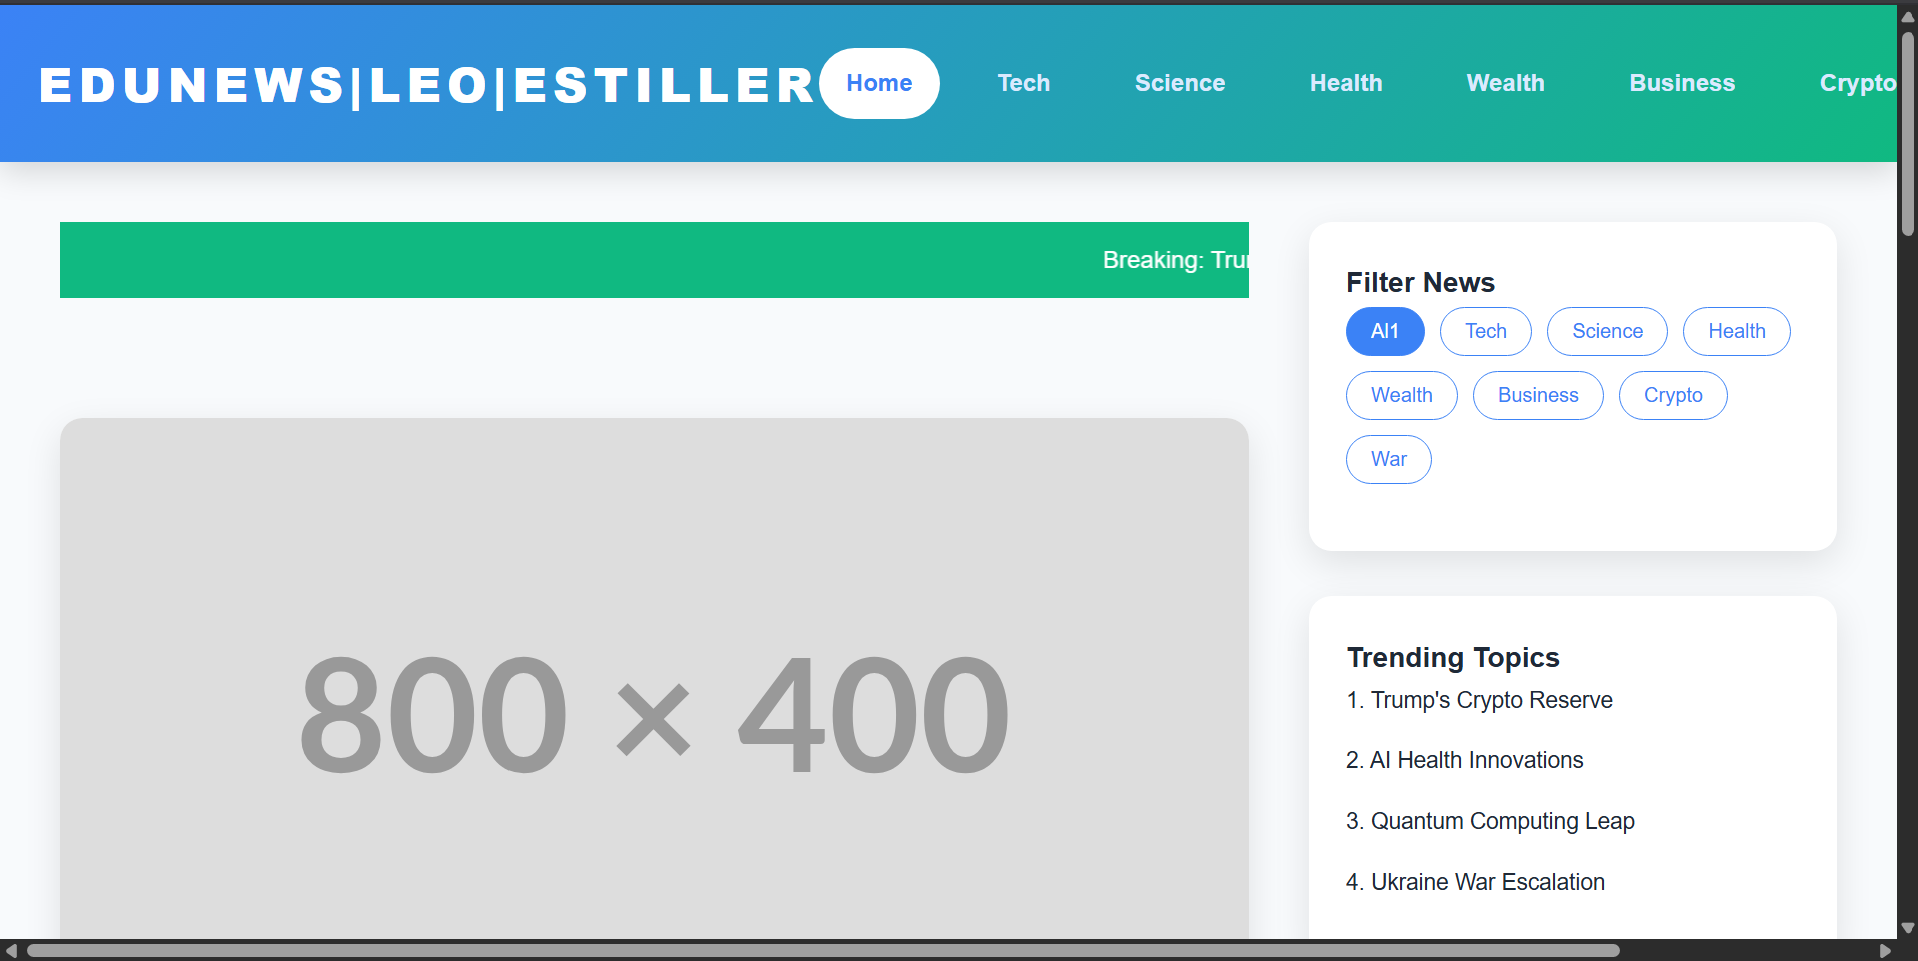 EDUNEWS|LEO|ESTILLER Home Tech Science Health Wealth Business Crypto
Breaking: Tru
Filter News
Al1 Tech Science Health
Wealth Business Crypto
War
800 × 400
Trending Topics
1. Trump's Crypto Reserve
2. AI Health Innovations
3. Quantum Computing Leap
4. Ukraine War Escalation